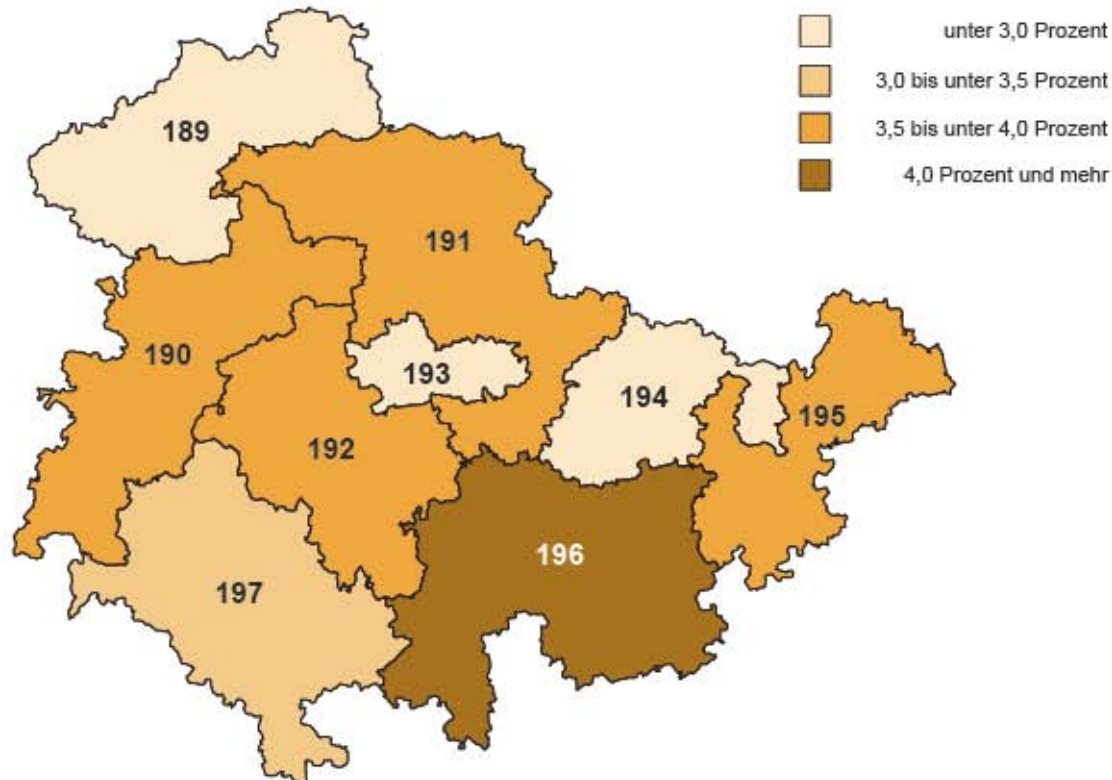 unter 3,0 Prozent
3,0 bis unter 3,5 Prozent
3,5 bis unter 4,0 Prozent
4,0 Prozent und mehr
189
191
190
193
194
195
192
196
197